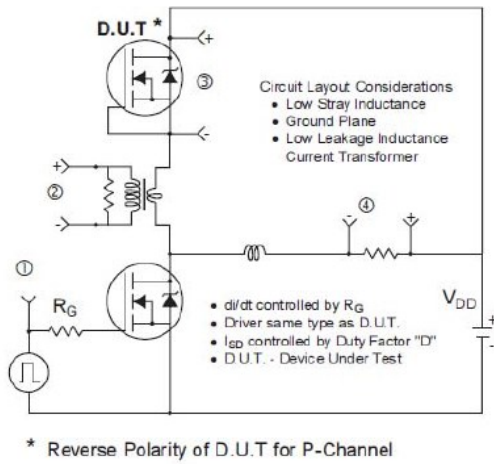 D.U.T *
+
③
-
Circuit Layout Considerations
• Low Stray Inductance
• Ground Plane
• Low Leakage Inductance
Current Transformer
+
②
-
④
- +
①
RG
• di/dt controlled by RG
• Driver same type as D.U.T.
• ISD controlled by Duty Factor "D"
• D.U.T. - Device Under Test
VDD
+
-
* Reverse Polarity of D.U.T for P-Channel